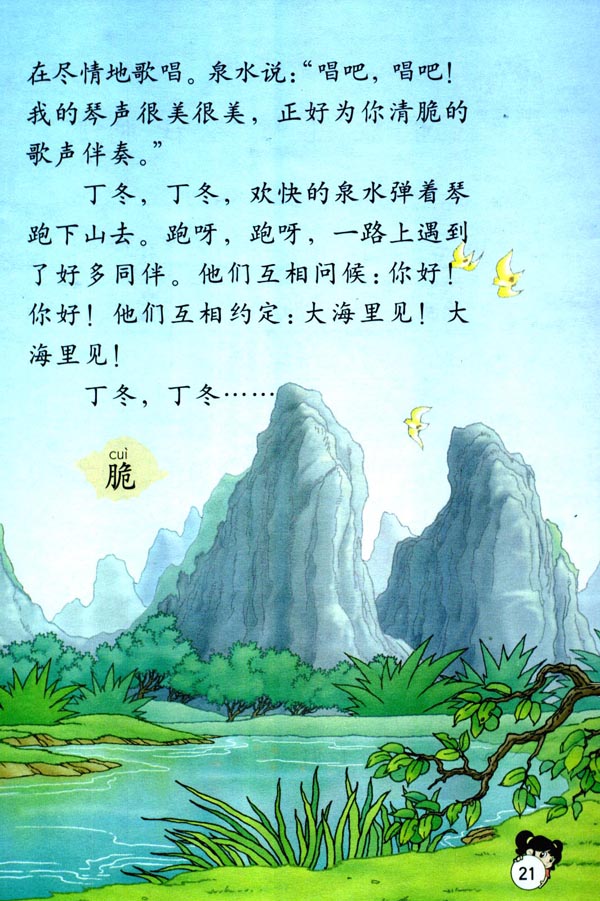 在尽情地歌唱。泉水说：“唱吧，唱吧！
我的琴声很美很美，正好为你清脆的
歌声伴奏。”
丁冬，丁冬，欢快的泉水弹着琴
跑下山去。跑呀，跑呀，一路上遇到
了好多同伴。他们互相问候：你好！
你好！他们互相约定：大海里见！大
海里见！
丁冬，丁冬……
cuì
脆
21